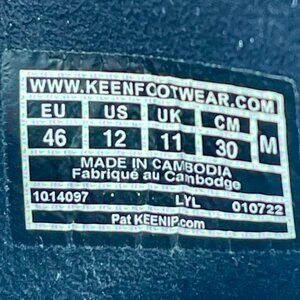 WWW.KEENFOOTWEAR.COM
EU US UK CM M
46 12 11 30
MADE IN CAMBODIA
Fabriqué au Cambodge
1014097 LYL 010722
Pat KEENIP.com